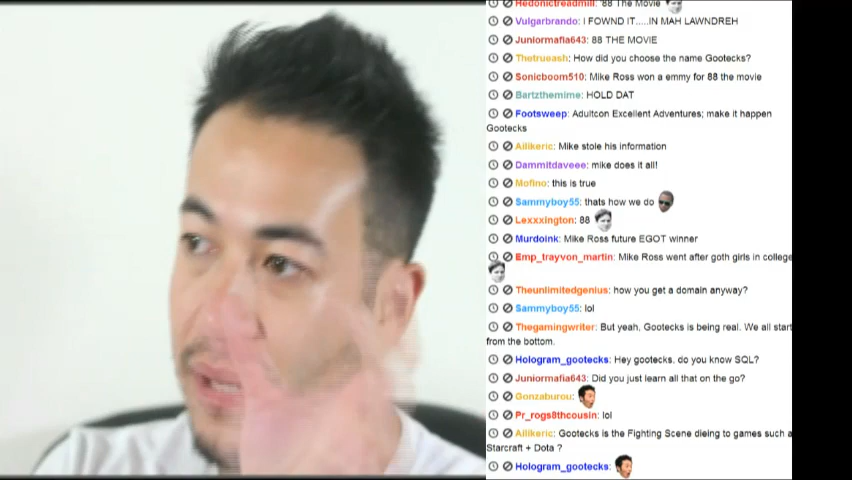 Hedonictreadmill: '88 The Movie
Vulgarbrando: I FOWND IT.....IN MAH LAWNDREH
Juniormafia643: 88 THE MOVIE
Thetrueash: How did you choose the name Gootecks?
Sonicboom510: Mike Ross won a emmy for 88 the movie
Bartzthemime: HOLD DAT
Footsweep: Adultcon Excellent Adventures; make it happen
Gootecks
Ailikeric: Mike stole his information
Dammitdaveee: mike does it all!
Mofino: this is true
Sammyboy55: thats how we do
Lexxxington: 88
Murdoink: Mike Ross future EGOT winner
Emp_trayvon_martin: Mike Ross went after goth girls in college
Theunlimitedgenius: how you get a domain anyway?
Sammyboy55: lol
Thegamingwriter: But yeah, Gootecks is being real. We all start
from the bottom.
Hologram_gootecks: Hey gootecks. do you know SQL?
Juniormafia643: Did you just learn all that on the go?
Gonzaburou:
Pr_rogs8thcousin: lol
Ailikeric: Gootecks is the Fighting Scene dieing to games such a
Starcraft + Dota ?
Hologram_gootecks: